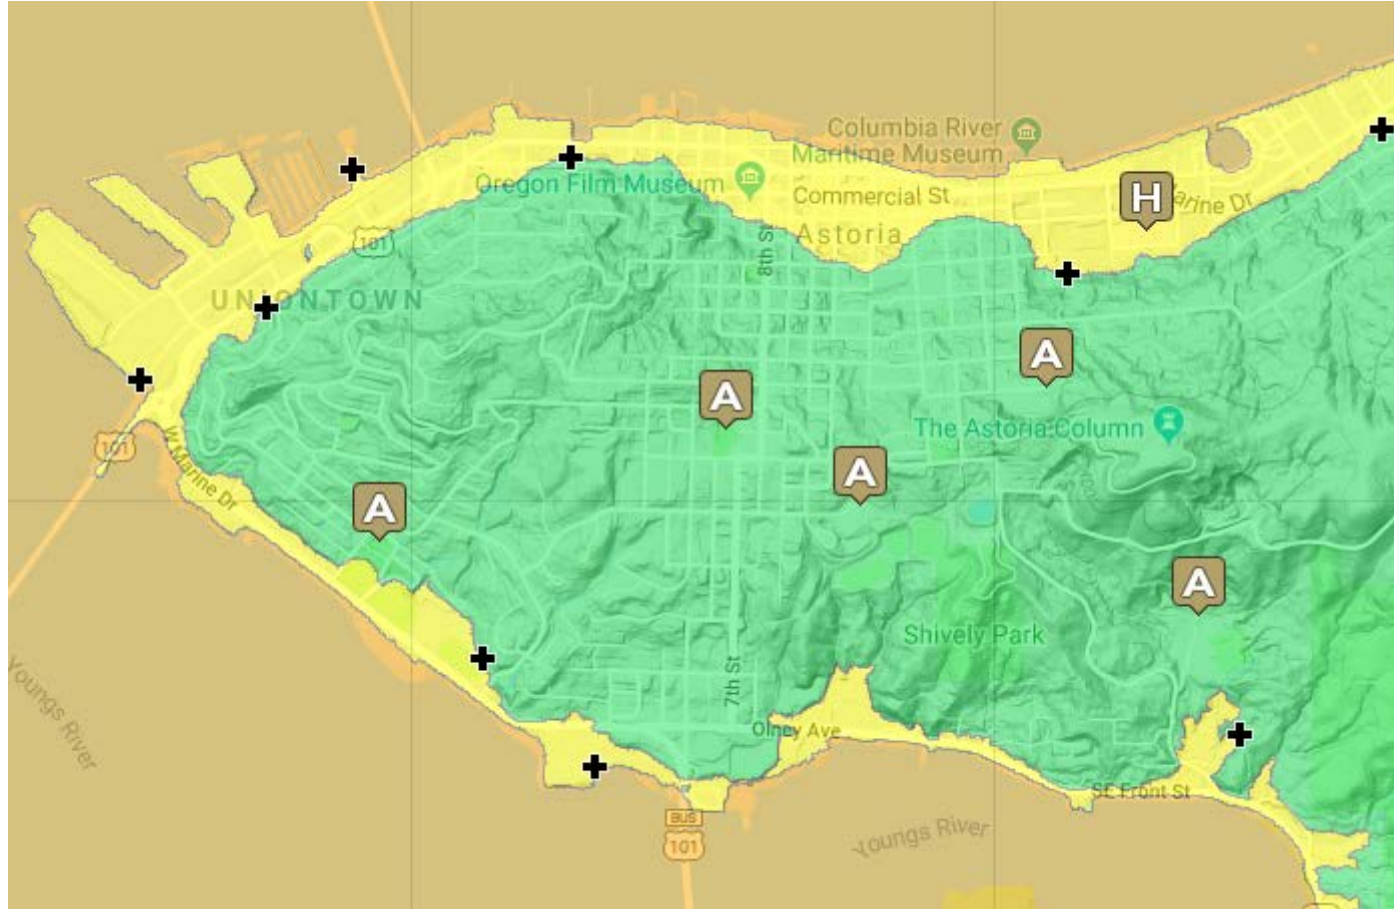 Columbia River
Maritime Museum
Oregon Film Museum
Commercial St
H
Marine Dr
Astoria
8th St
101
UNIONTOWN
A
A
The Astoria Column
101
W Marine Dr
A
A
A
Shively Park
7th St
Olney Ave
Youngs River
SE Front St
BUS
101
Youngs River